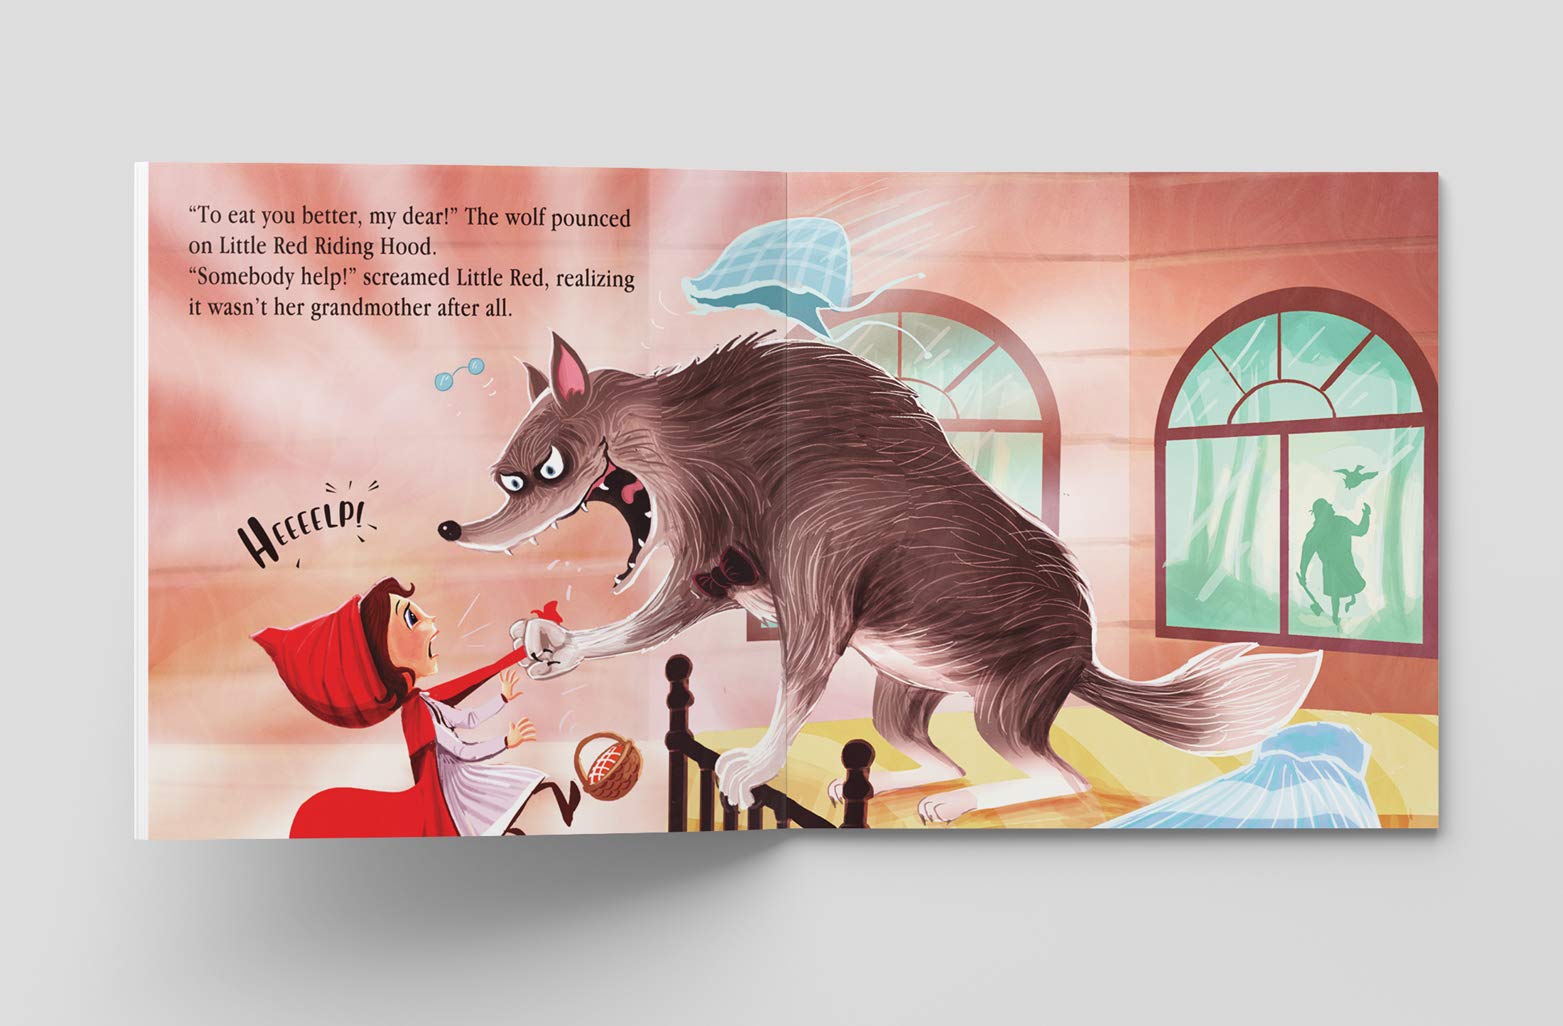 “To eat you better, my dear!” The wolf pounced
on Little Red Riding Hood.
“Somebody help!” screamed Little Red, realizing
it wasn’t her grandmother after all.
HEEEELP!